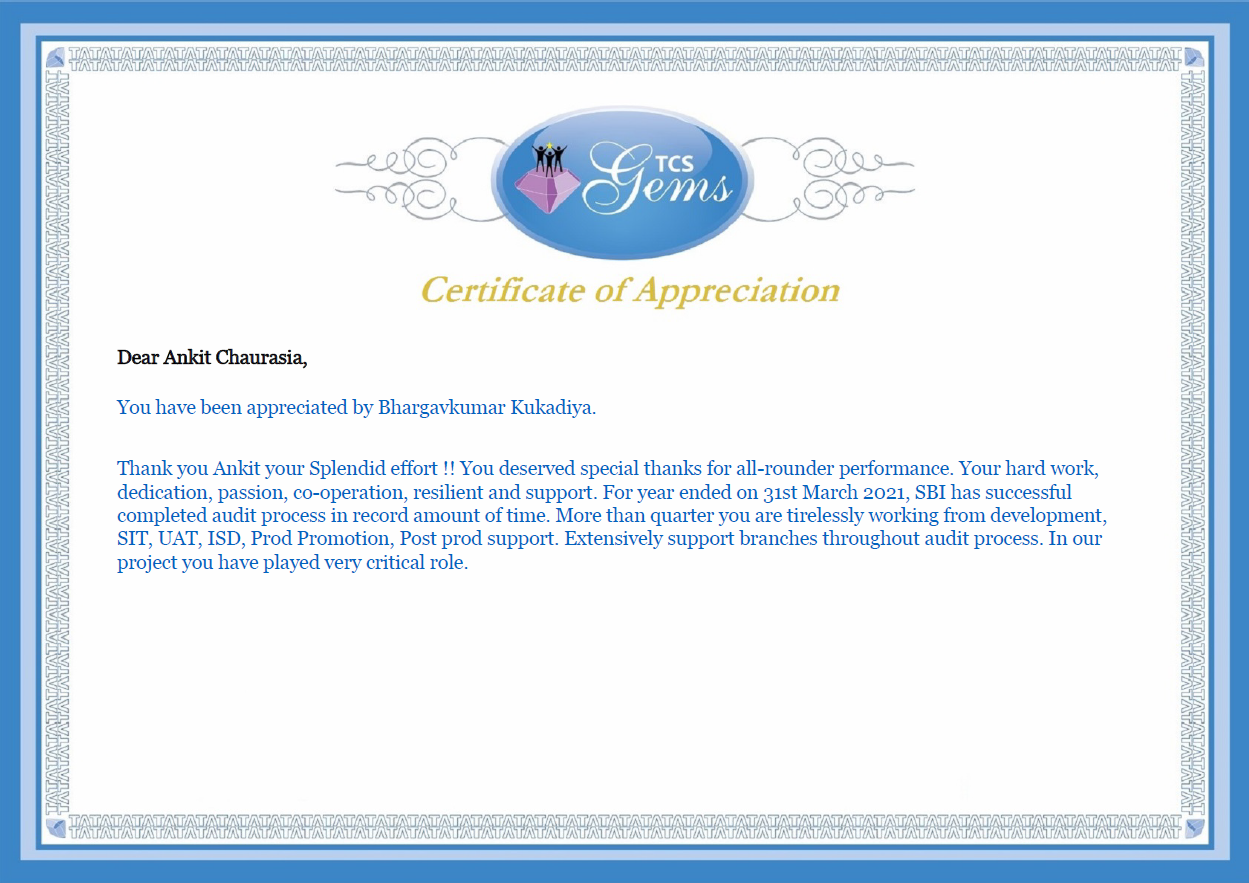 TCS
Gems
Certificate of Appreciation
Dear Ankit Chaurasia,
You have been appreciated by Bhargavkumar Kukadiya.
Thank you Ankit your Splendid effort !! You deserved special thanks for all-rounder performance. Your hard work,
dedication, passion, co-operation, resilient and support. For year ended on 31st March 2021, SBI has successful
completed audit process in record amount of time. More than quarter you are tirelessly working from development,
SIT, UAT, ISD, Prod Promotion, Post prod support. Extensively support branches throughout audit process. In our
project you have played very critical role.